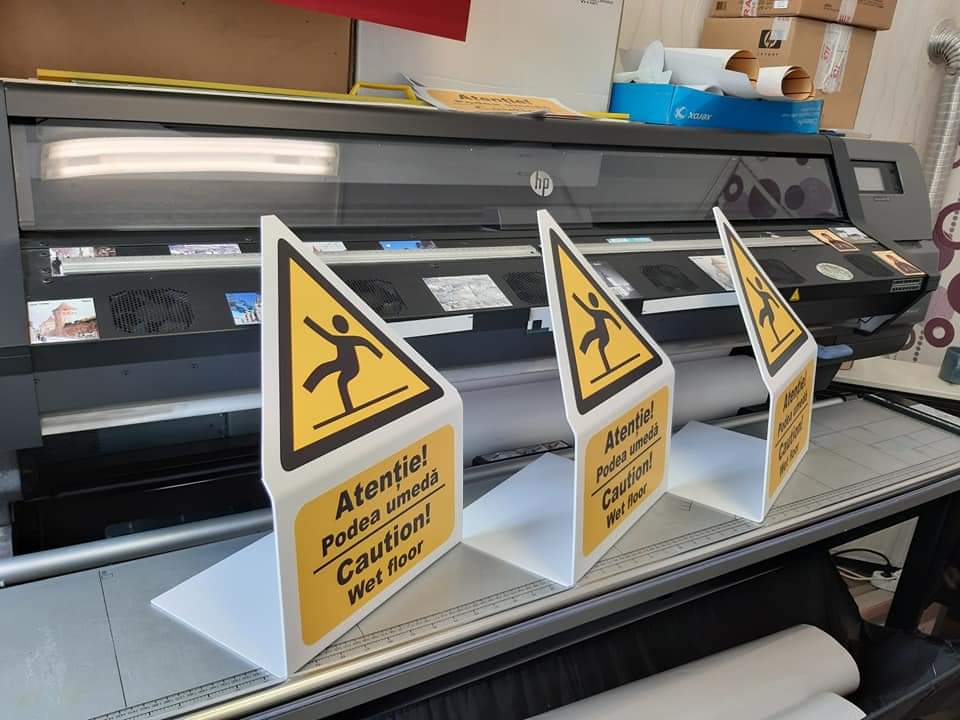 Atenție!
hp
hp
xerox
Atenție!
Podea umedă
Caution!
Wet floor
Atenție!
Podea umedă
Caution!
Wet floor
Atenție!
Podea umedă
Caution!
Wet floor